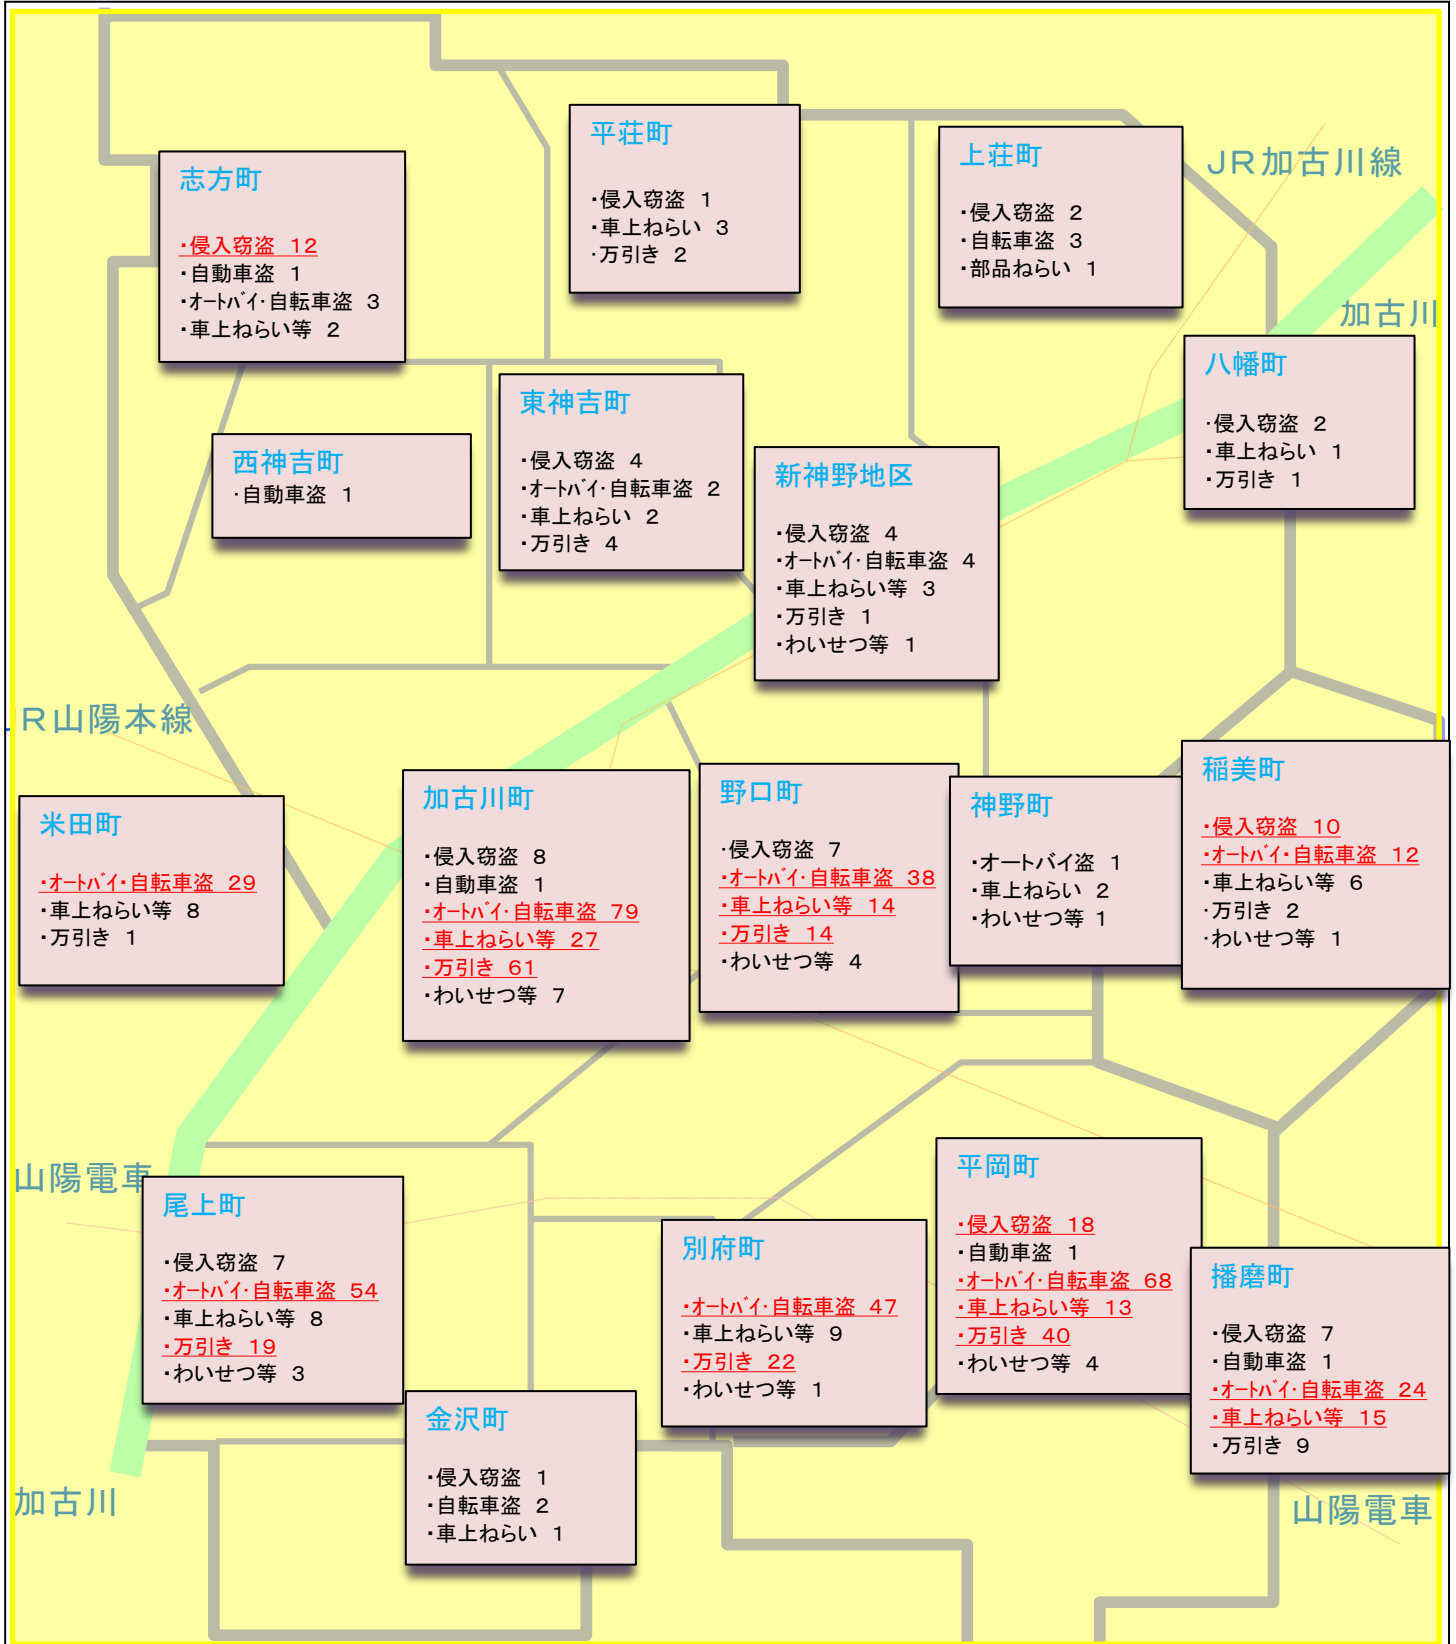 平荘町
・侵入窃盗 1
・車上ねらい 3
・万引き 2
上荘町
・侵入窃盗 2
・自転車盗 3
・部品ねらい 1
JR加古川線
志方町
・侵入窃盗 12
・自動車盗 1
・オートバイ・自転車盗 3
・車上ねらい等 2
加古川
八幡町
・侵入窃盗 2
・車上ねらい 1
・万引き 1
東神吉町
・侵入窃盗 4
・オートバイ・自転車盗 2
・車上ねらい 2
・万引き 4
西神吉町
・自動車盗 1
新神野地区
・侵入窃盗 4
・オートバイ・自転車盗 4
・車上ねらい等 3
・万引き 1
・わいせつ等 1
JR山陽本線
米田町
・オートバイ・自転車盗 29
・車上ねらい等 8
・万引き 1
加古川町
・侵入窃盗 8
・自動車盗 1
・オートバイ・自転車盗 79
・車上ねらい等 27
・万引き 61
・わいせつ等 7
野口町
・侵入窃盗 7
・オートバイ・自転車盗 38
・車上ねらい等 14
・万引き 14
・わいせつ等 4
神野町
・オートバイ盗 1
・車上ねらい 2
・わいせつ等 1
稲美町
・侵入窃盗 10
・オートバイ・自転車盗 12
・車上ねらい等 6
・万引き 2
・わいせつ等 1
山陽電車
尾上町
・侵入窃盗 7
・オートバイ・自転車盗 54
・車上ねらい等 8
・万引き 19
・わいせつ等 3
別府町
・オートバイ・自転車盗 47
・車上ねらい等 9
・万引き 22
・わいせつ等 1
平岡町
・侵入窃盗 18
・自動車盗 1
・オートバイ・自転車盗 68
・車上ねらい等 13
・万引き 40
・わいせつ等 4
播磨町
・侵入窃盗 7
・自動車盗 1
・オートバイ・自転車盗 24
・車上ねらい等 15
・万引き 9
金沢町
・侵入窃盗 1
・自転車盗 2
・車上ねらい 1
加古川
山陽電車